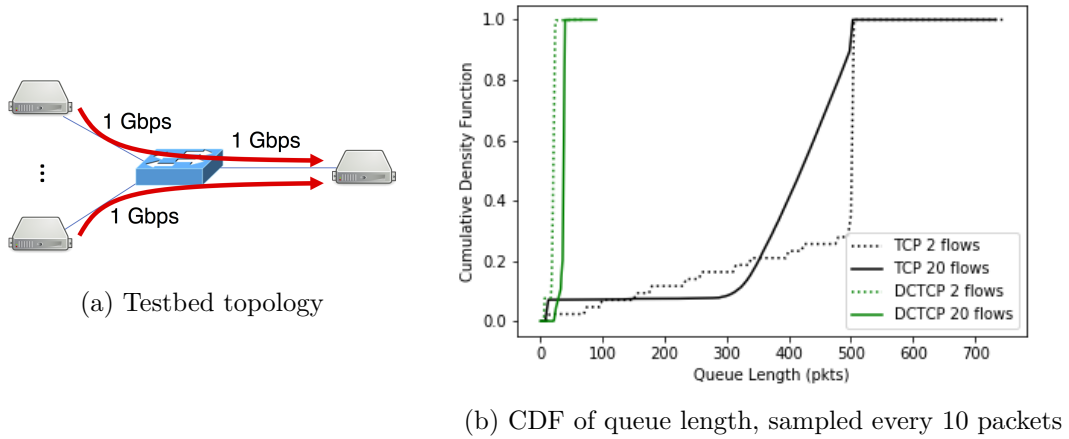 1 Gbps
1 Gbps
1 Gbps
(a) Testbed topology
Cumulative Density Function
1.0
0.8
0.6
0.4
0.2
0.0
0 100 200 300 400 500 600 700
Queue Length (pkts)
TCP 2 flows
TCP 20 flows
DCTCP 2 flows
DCTCP 20 flows
(b) CDF of queue length, sampled every 10 packets